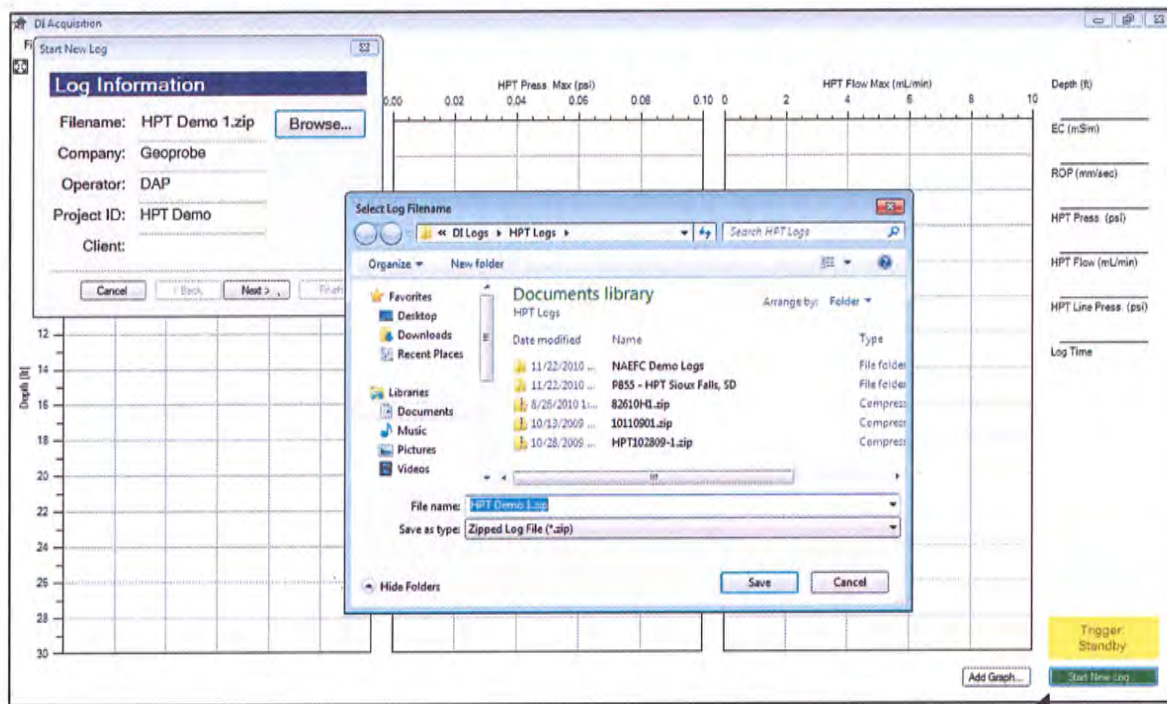 DI Acquisition
Fi
Start New Log
Log Information
Filename: HPT Demo 1.zip Browse...
Company: Geoprobe
Operator: DAP
Project ID: HPT Demo
Client:
Cancel < Back Next > Finish
HPT Press. Max (psi)
0.00 0.02 0.04 0.06 0.08 0.10
HPT Flow Max (mL/min)
0 2 4 6 8 10
Depth (ft)
EC (mS/m)
ROP (mm/sec)
HPT Press. (psi)
HPT Flow (mL/min)
HPT Line Press. (psi)
Log Time
Select Log Filename
« DI Logs HPT Logs
Search HPT Logs
Organize New folder
Favorites
Desktop
Downloads
Recent Places
Libraries
Documents
Music
Pictures
Videos
Documents library
HPT Logs
Arrange by: Folder
Date modified Name Type
11/22/2010 ... NAEFC Demo Logs File folder
11/22/2010 ... P855 - HPT Sioux Falls, SD File folder
8/26/2010 1:... 82610H1.zip Compress
10/13/2009 ... 10110901.zip Compress
10/28/2009 ... HPT102809-1.zip Compress
File name: HPT Demo 1.zip
Save as type: Zipped Log File (*.zip)
Hide Folders Save Cancel
Depth (ft)
12
14
16
18
20
22
24
26
28
30
Trigger:
Standby
Add Graph... Start New Log...